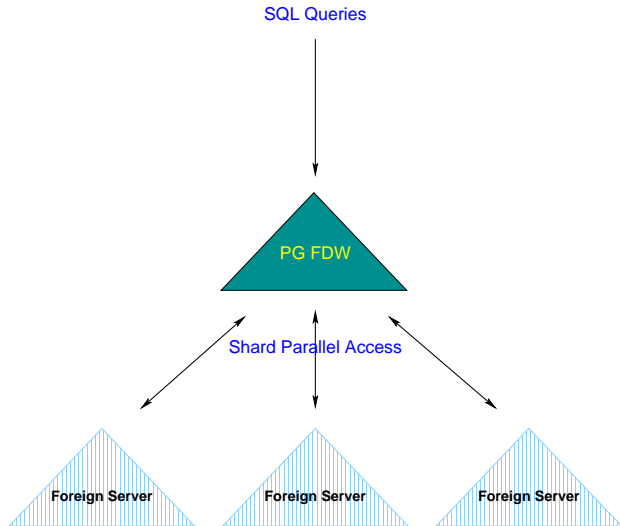 SQL Queries
PG FDW
Shard Parallel Access
Foreign Server
Foreign Server
Foreign Server